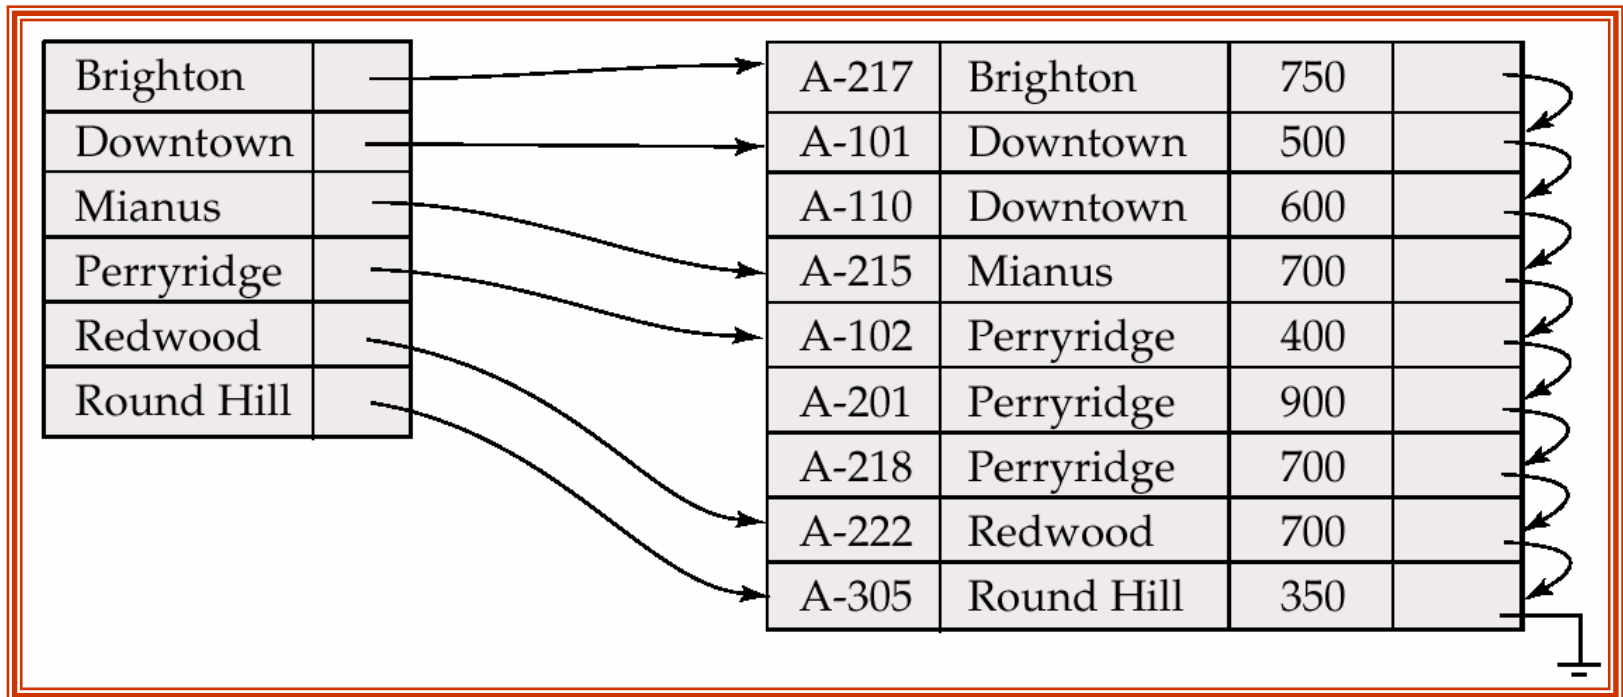 Brighton
Downtown
Mianus
Perryridge
Redwood
Round Hill
A-217 Brighton 750
A-101 Downtown 500
A-110 Downtown 600
A-215 Mianus 700
A-102 Perryridge 400
A-201 Perryridge 900
A-218 Perryridge 700
A-222 Redwood 700
A-305 Round Hill 350